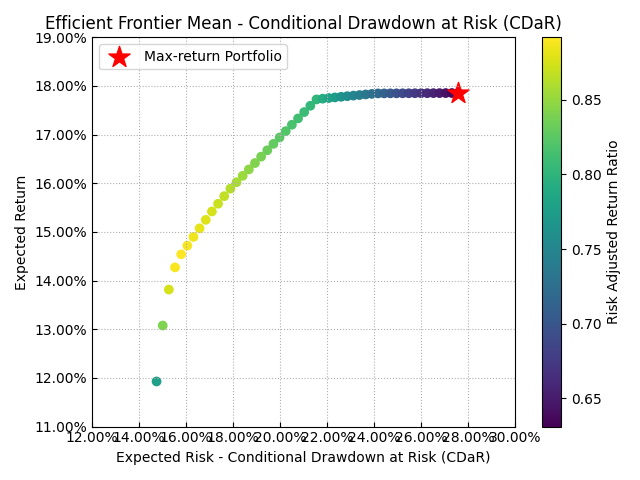 Efficient Frontier Mean - Conditional Drawdown at Risk (CDaR)
Max-return Portfolio
19.00%
18.00%
17.00%
16.00%
15.00%
14.00%
13.00%
12.00%
11.00%
Expected Return
12.00% 14.00% 16.00% 18.00% 20.00% 22.00% 24.00% 26.00% 28.00% 30.00%
Expected Risk - Conditional Drawdown at Risk (CDaR)
0.85
0.80
0.75
0.70
0.65
Risk Adjusted Return Ratio